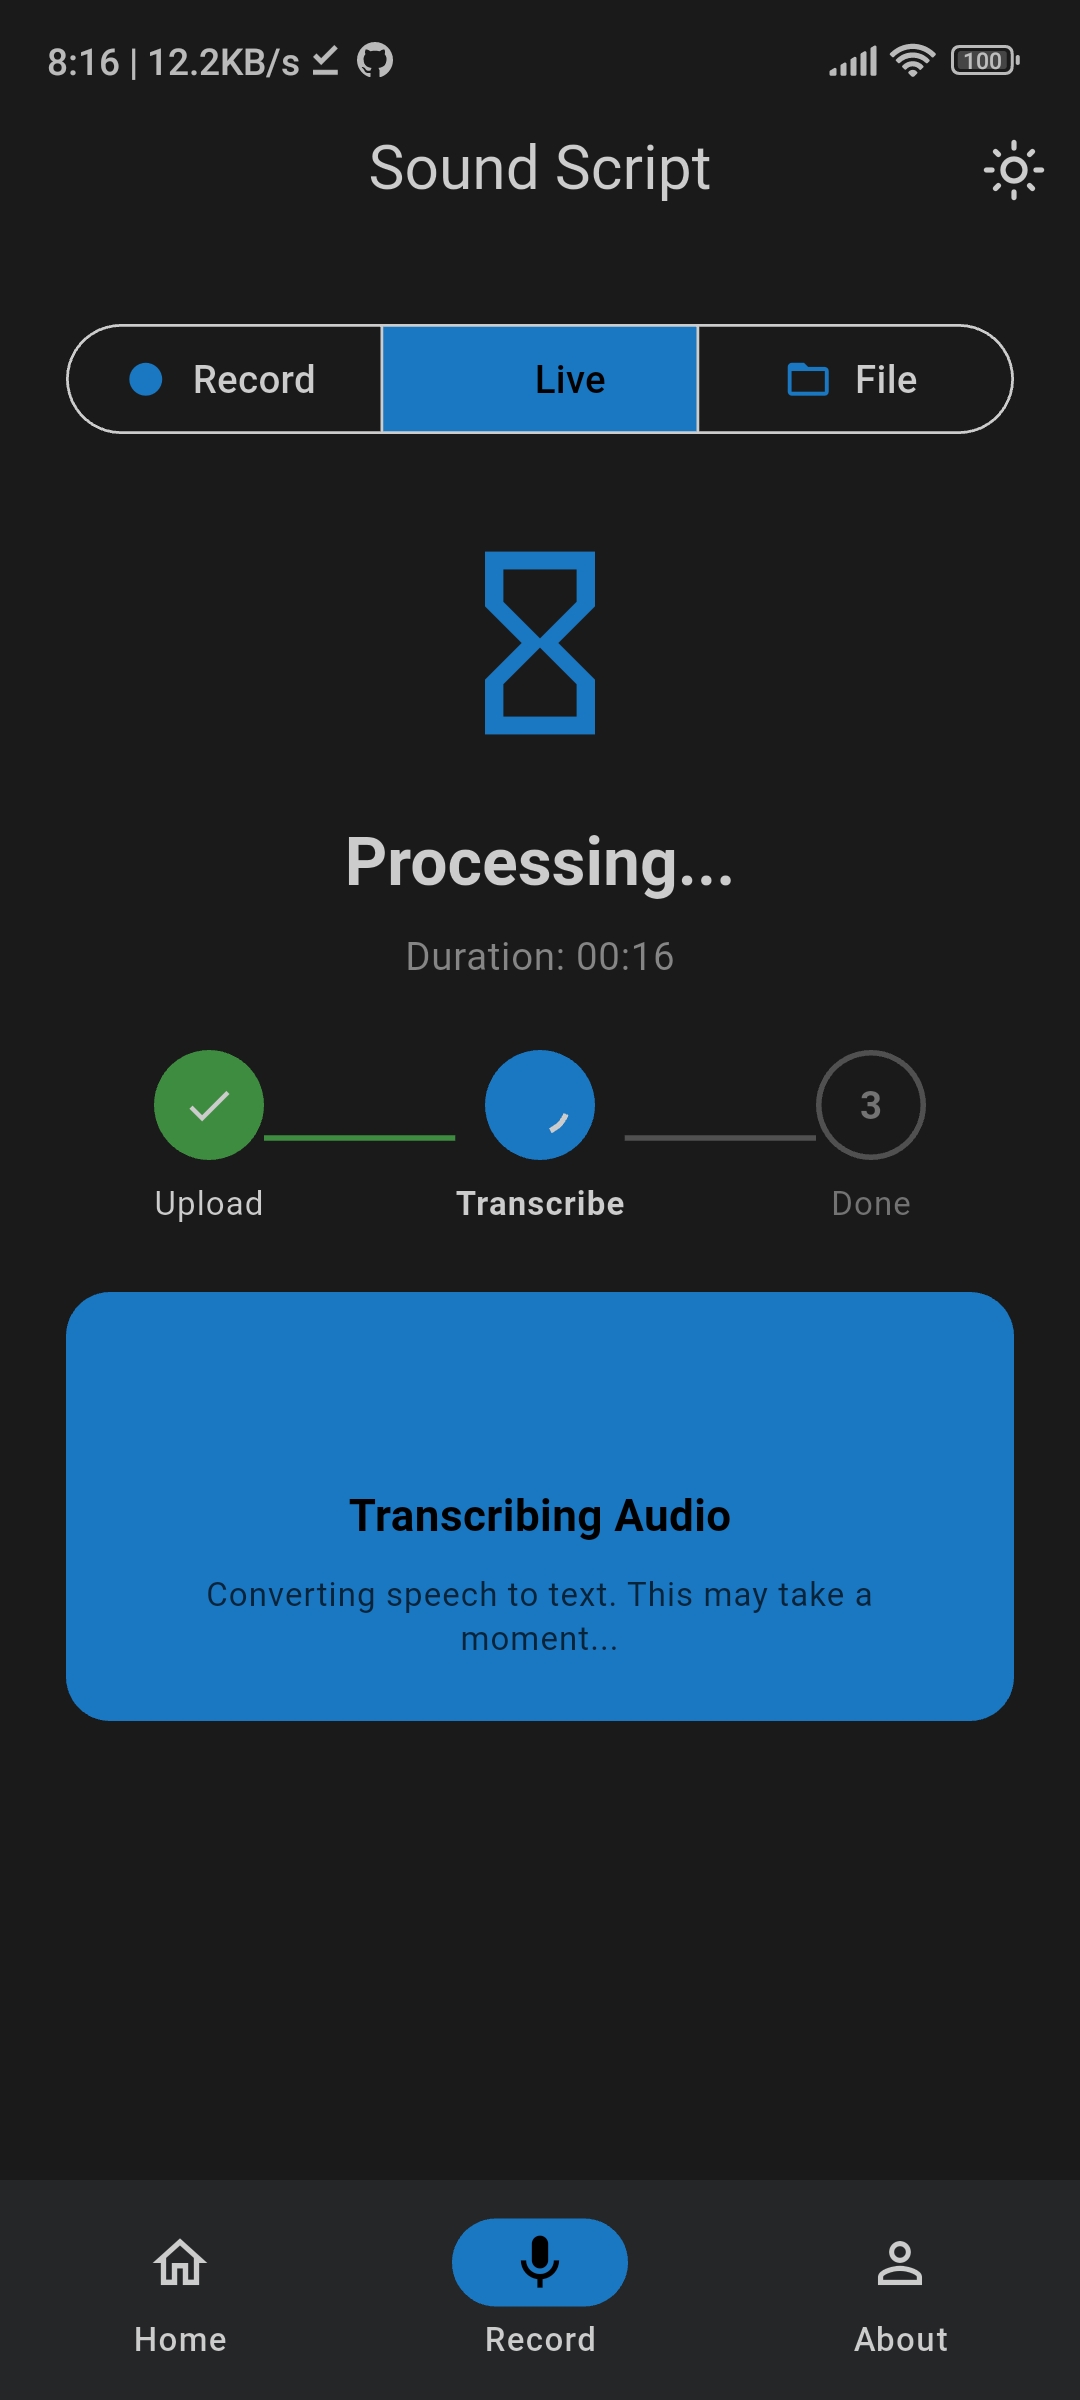 8:16 | 12.2KB/s
100
Sound Script
Record
Live
File
Processing...
Duration: 00:16
3
Upload
Transcribe
Done
Transcribing Audio
Converting speech to text. This may take a
moment...
Home
Record
About